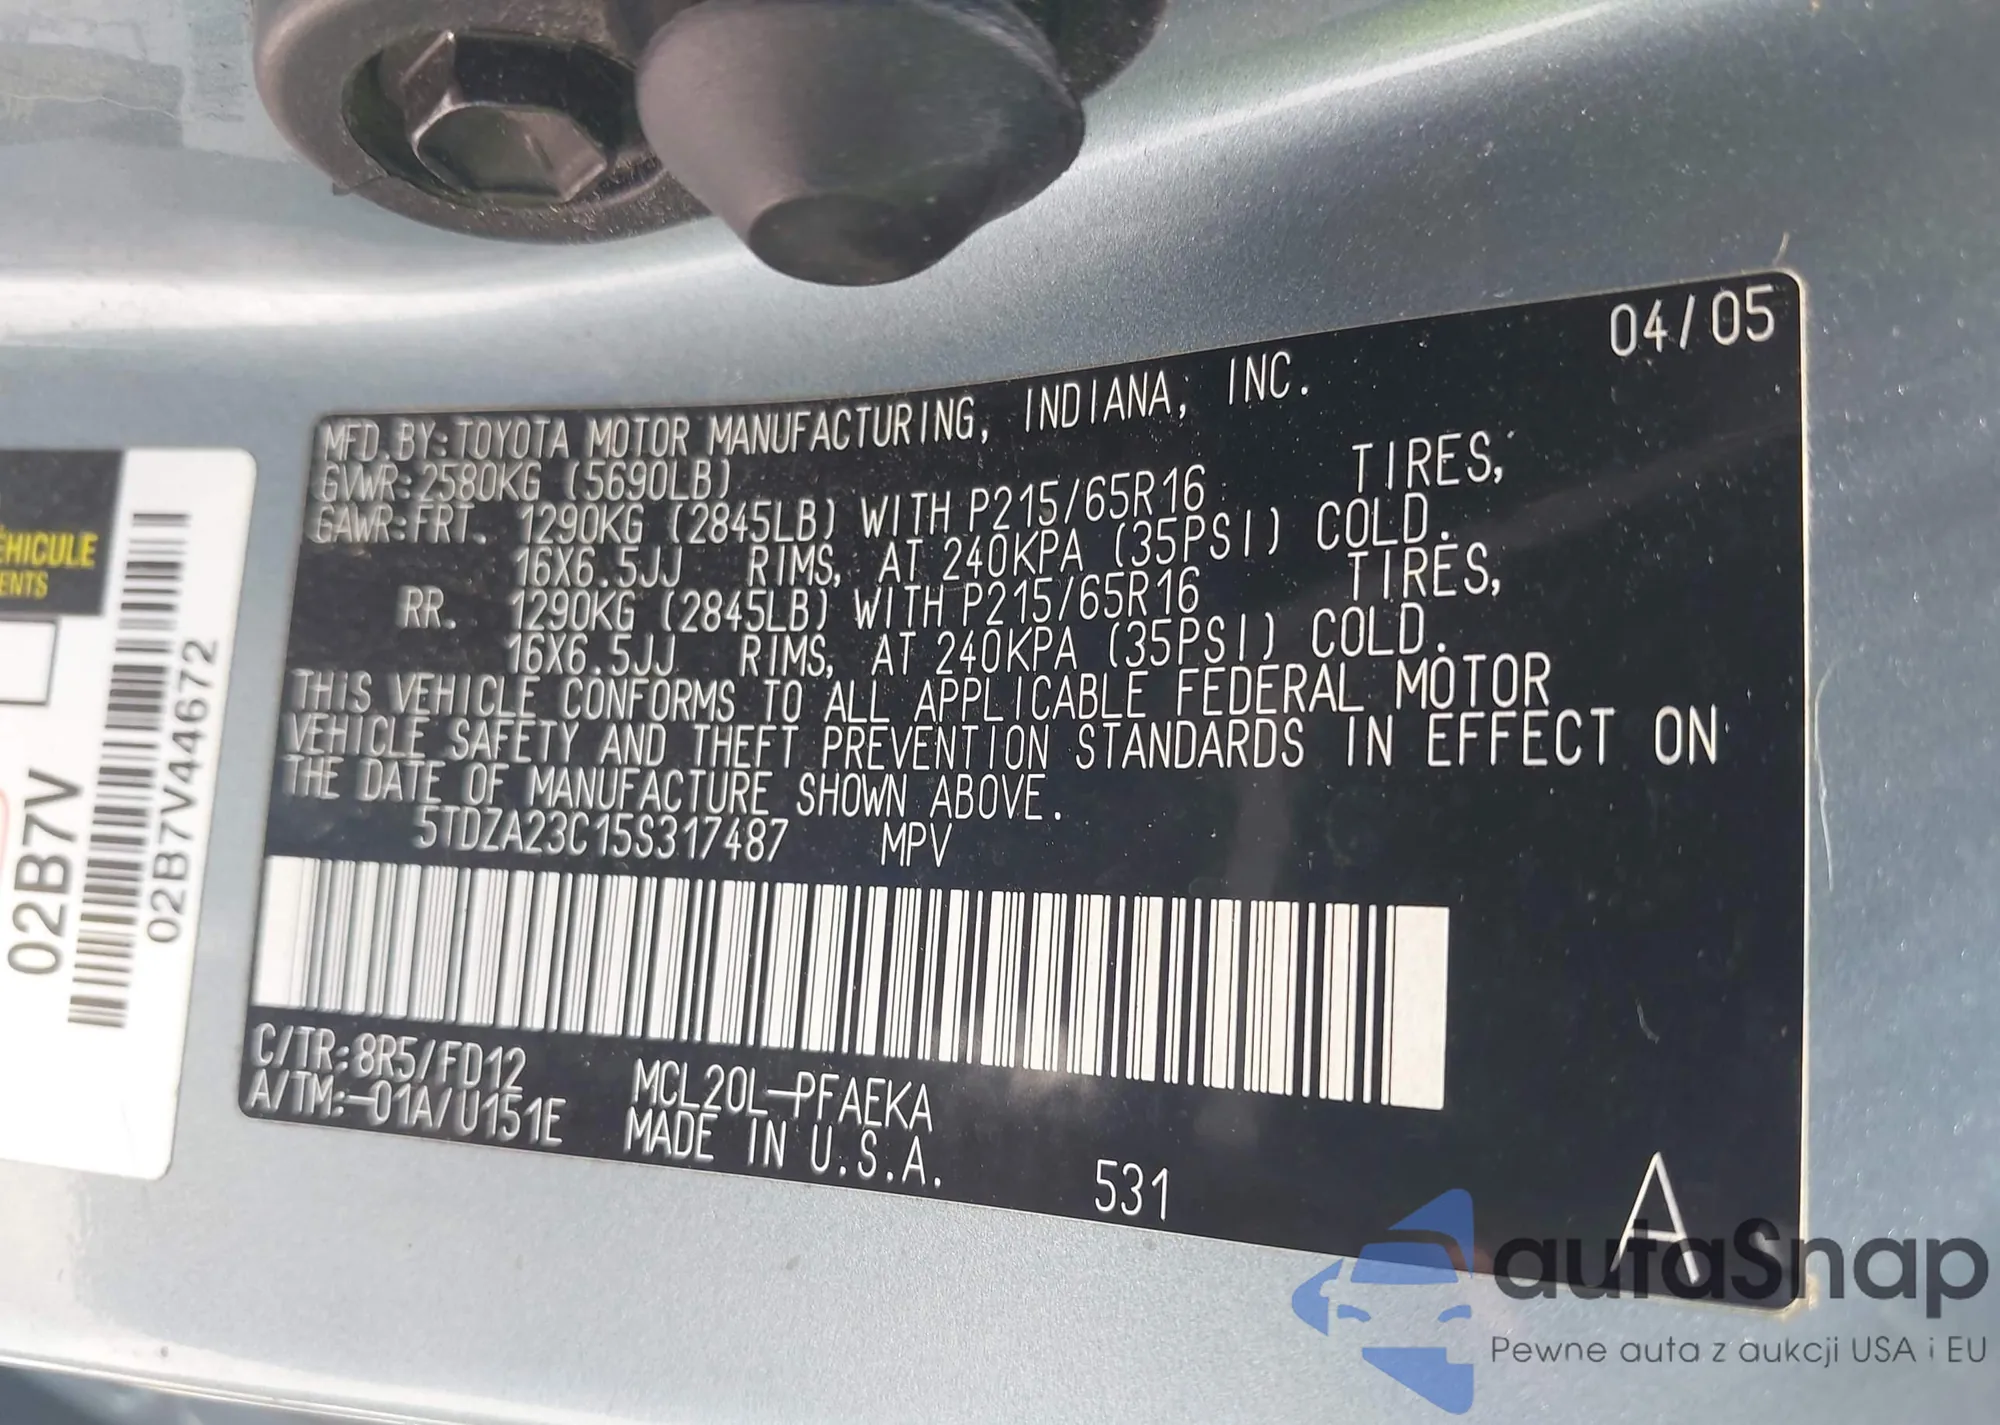 04/05
MFD.BY:TOYOTA MOTOR MANUFACTURING, INDIANA, INC.
GVWR:2580KG (5690LB)
GAWR:FRT. 1290KG (2845LB) WITH P215/65R16 TIRES,
16X6.5JJ RIMS, AT 240KPA (35PSI) COLD.
RR. 1290KG (2845LB) WITH P215/65R16 TIRES,
16X6.5JJ RIMS, AT 240KPA (35PSI) COLD.
THIS VEHICLE CONFORMS TO ALL APPLICABLE FEDERAL MOTOR
VEHICLE SAFETY AND THEFT PREVENTION STANDARDS IN EFFECT ON
THE DATE OF MANUFACTURE SHOWN ABOVE.
5TDZA23C15S317487 MPV
C/TR:8R5/FD12 MCL20L-PFAEKA
A/TM:-01A/U151E MADE IN U.S.A.
531
A
ÉHICULE
ENTS
02B7V
02B7V44672
autaSnap
Pewne auta z aukcji USA i EU